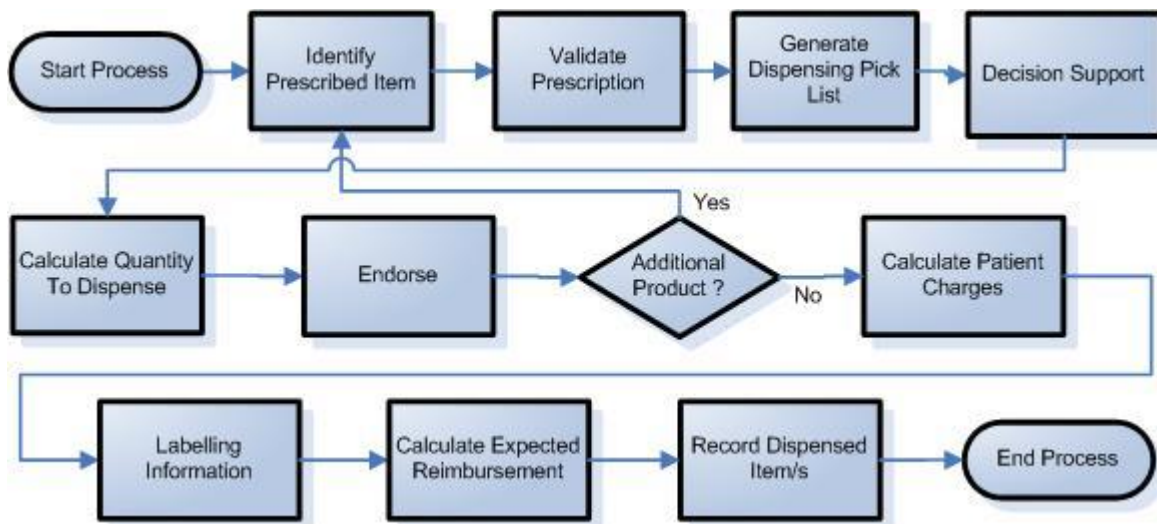 Start Process
Identify
Prescribed Item
Validate
Prescription
Generate
Dispensing Pick
List
Decision Support
Calculate Quantity
To Dispense
Endorse
Additional
Product ?
Yes
No
Calculate Patient
Charges
Labelling
Information
Calculate Expected
Reimbursement
Record Dispensed
Item/s
End Process